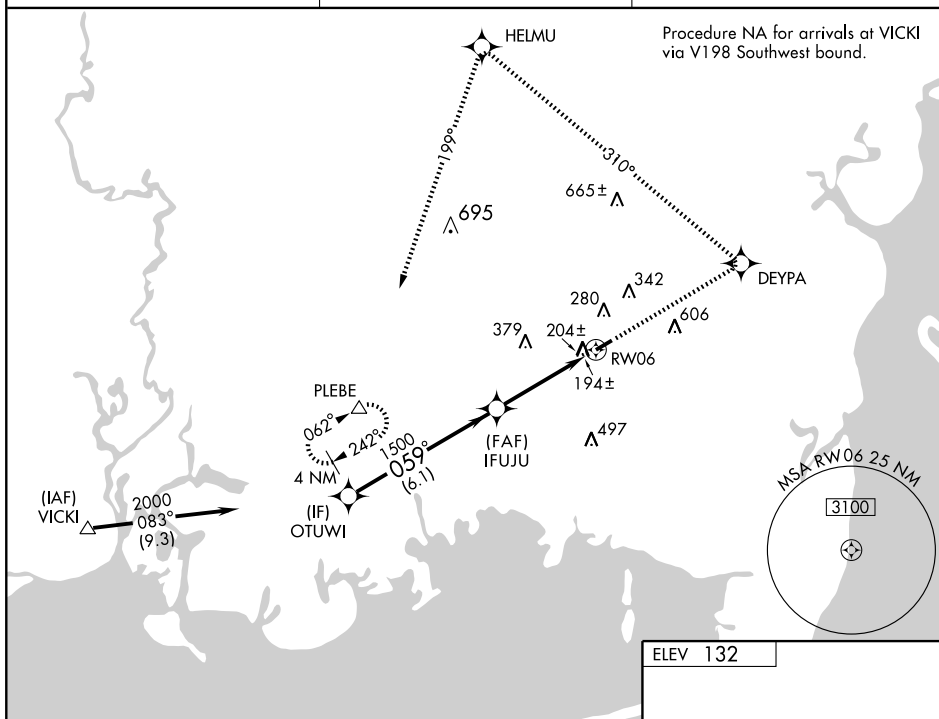 HELMU
Procedure NA for arrivals at VICKI
via V198 Southwest bound.
199°
310°
665±
695
DEYPA
342
280
606
379
204±
RW06
194±
PLEBE
062°
242°
4 NM
1500
059°
(6.1)
(FAF)
IFUJU
497
(IAF)
VICKI
2000
083°
(9.3)
(IF)
OTUWI
MSA RW06 25 NM
3100
ELEV 132